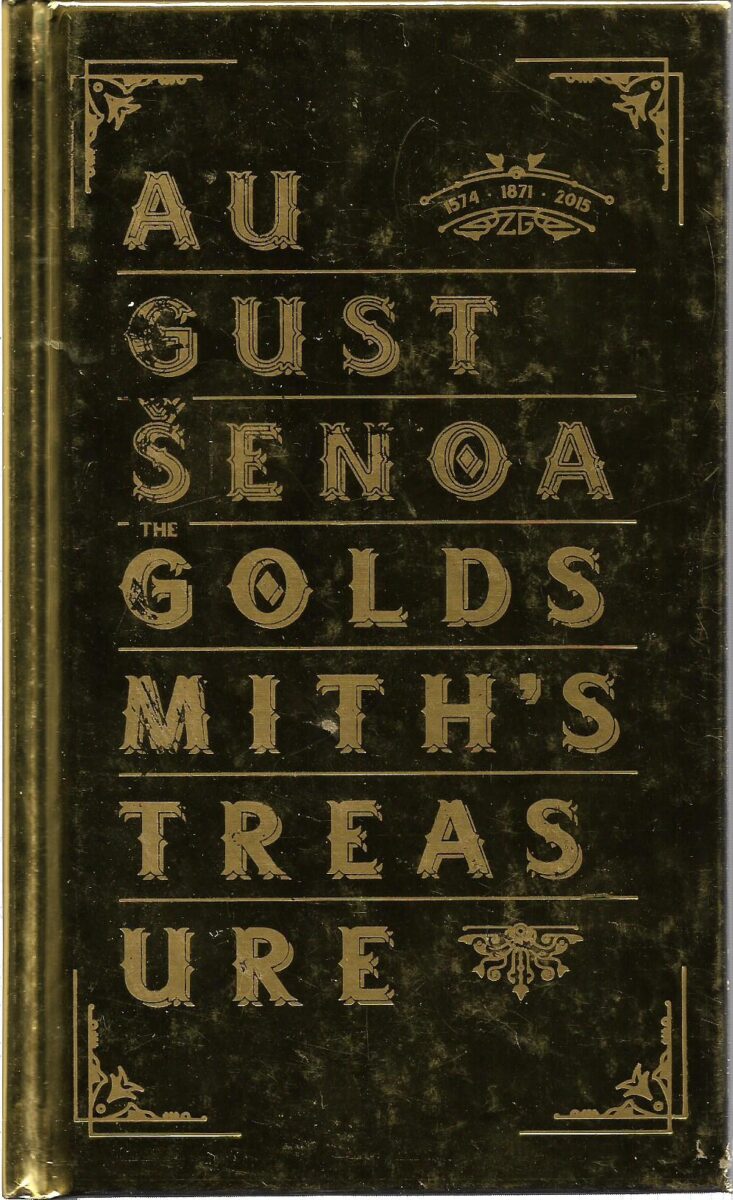 AU
1574 · 1871 · 2015
ZG
GUST
ŠENOA
THE
GOLDS
MITH'S
TREAS
URE